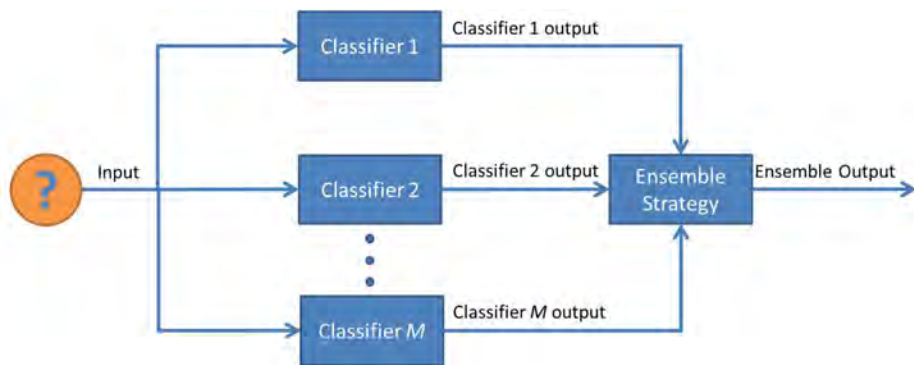 Classifier 1
Classifier 1 output
?
Input
Classifier 2
Classifier 2 output
Ensemble
Strategy
Ensemble Output
Classifier M
Classifier M output